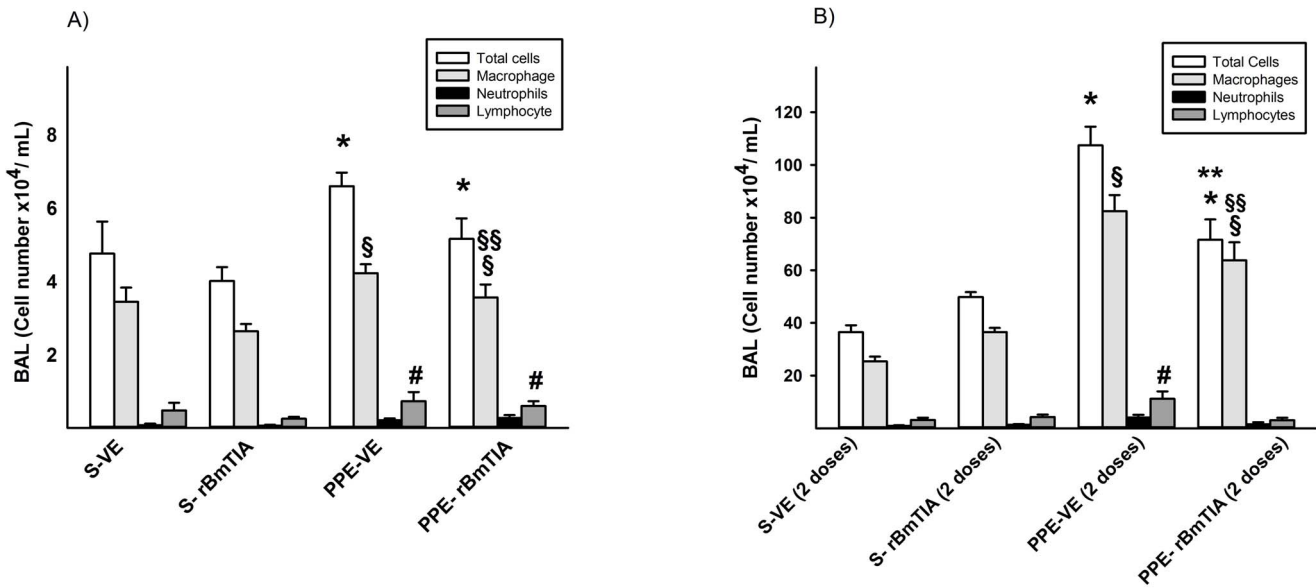 A)
Total cells
Macrophage
Neutrophils
Lymphocyte
BAL (Cell number x10⁴/ mL)
8
6
4
2
*
§
#
*
§§
§
#
S-VE
S- rBmTIA
PPE-VE
PPE- rBmTIA
B)
Total Cells
Macrophages
Neutrophils
Lymphocytes
BAL (Cell number x10⁴/ mL)
120
100
80
60
40
20
*
§
#
**
*
§§
§
S-VE (2 doses)
S- rBmTIA (2 doses)
PPE-VE (2 doses)
PPE- rBmTIA (2 doses)